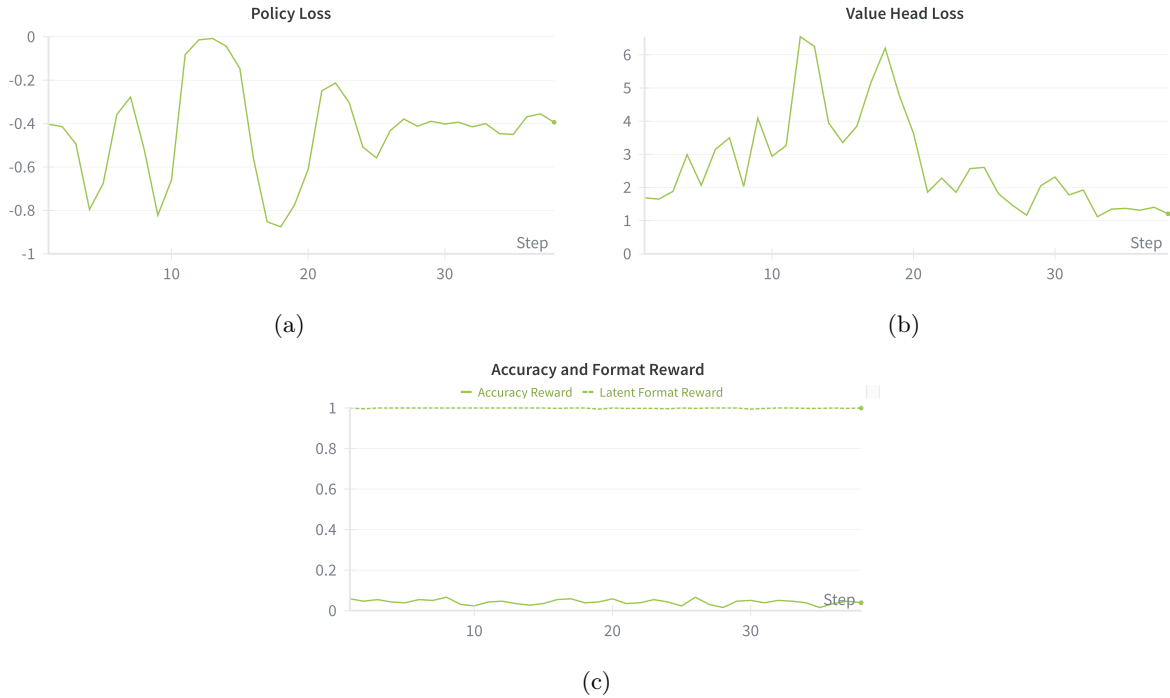 Policy Loss
0
-0.2
-0.4
-0.6
-0.8
-1
10
20
30
Step
(a)
Value Head Loss
6
5
4
3
2
1
0
10
20
30
Step
(b)
Accuracy and Format Reward
Accuracy Reward
Latent Format Reward
1
0.8
0.6
0.4
0.2
0
10
20
30
Step
(c)